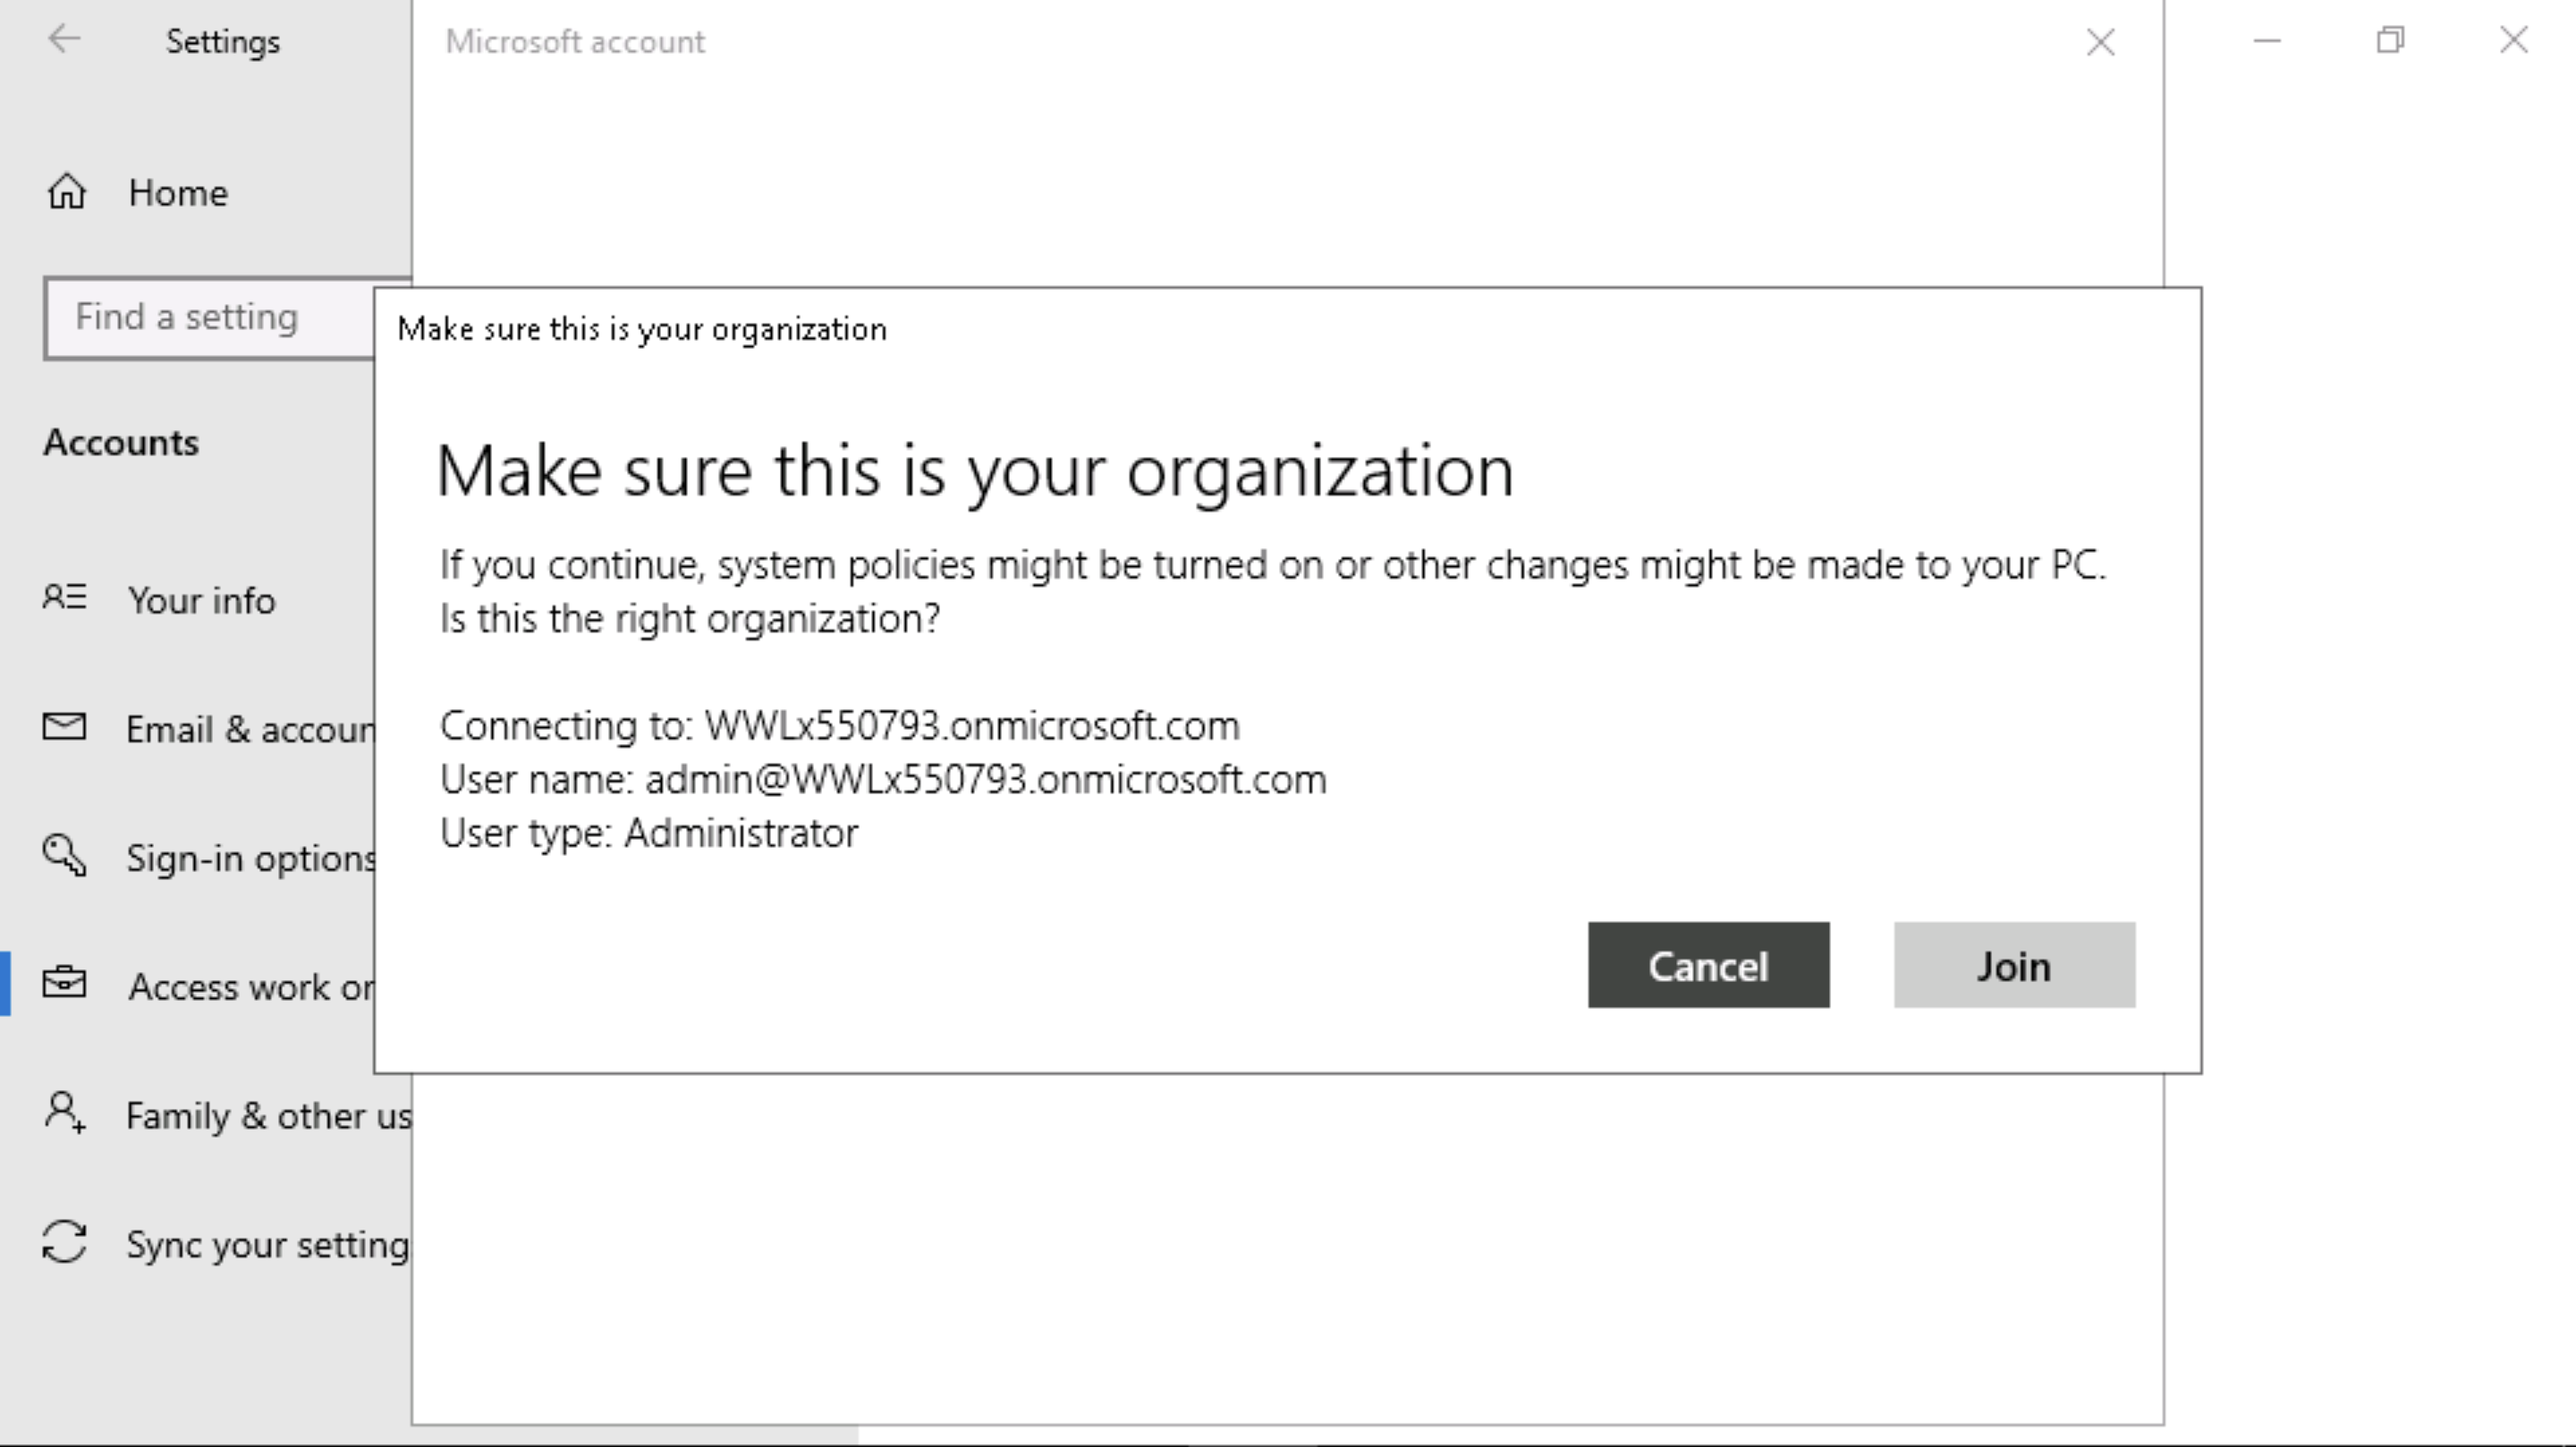 Settings
Microsoft account
Home
Find a setting
Make sure this is your organization
Accounts
Make sure this is your organization
If you continue, system policies might be turned on or other changes might be made to your PC.
Is this the right organization?
Your info
Connecting to: WWLx550793.onmicrosoft.com
Email & accoun
User name: admin@WWLx550793.onmicrosoft.com
User type: Administrator
Sign-in options
Cancel
Join
Access work or
Family & other us
Sync your setting